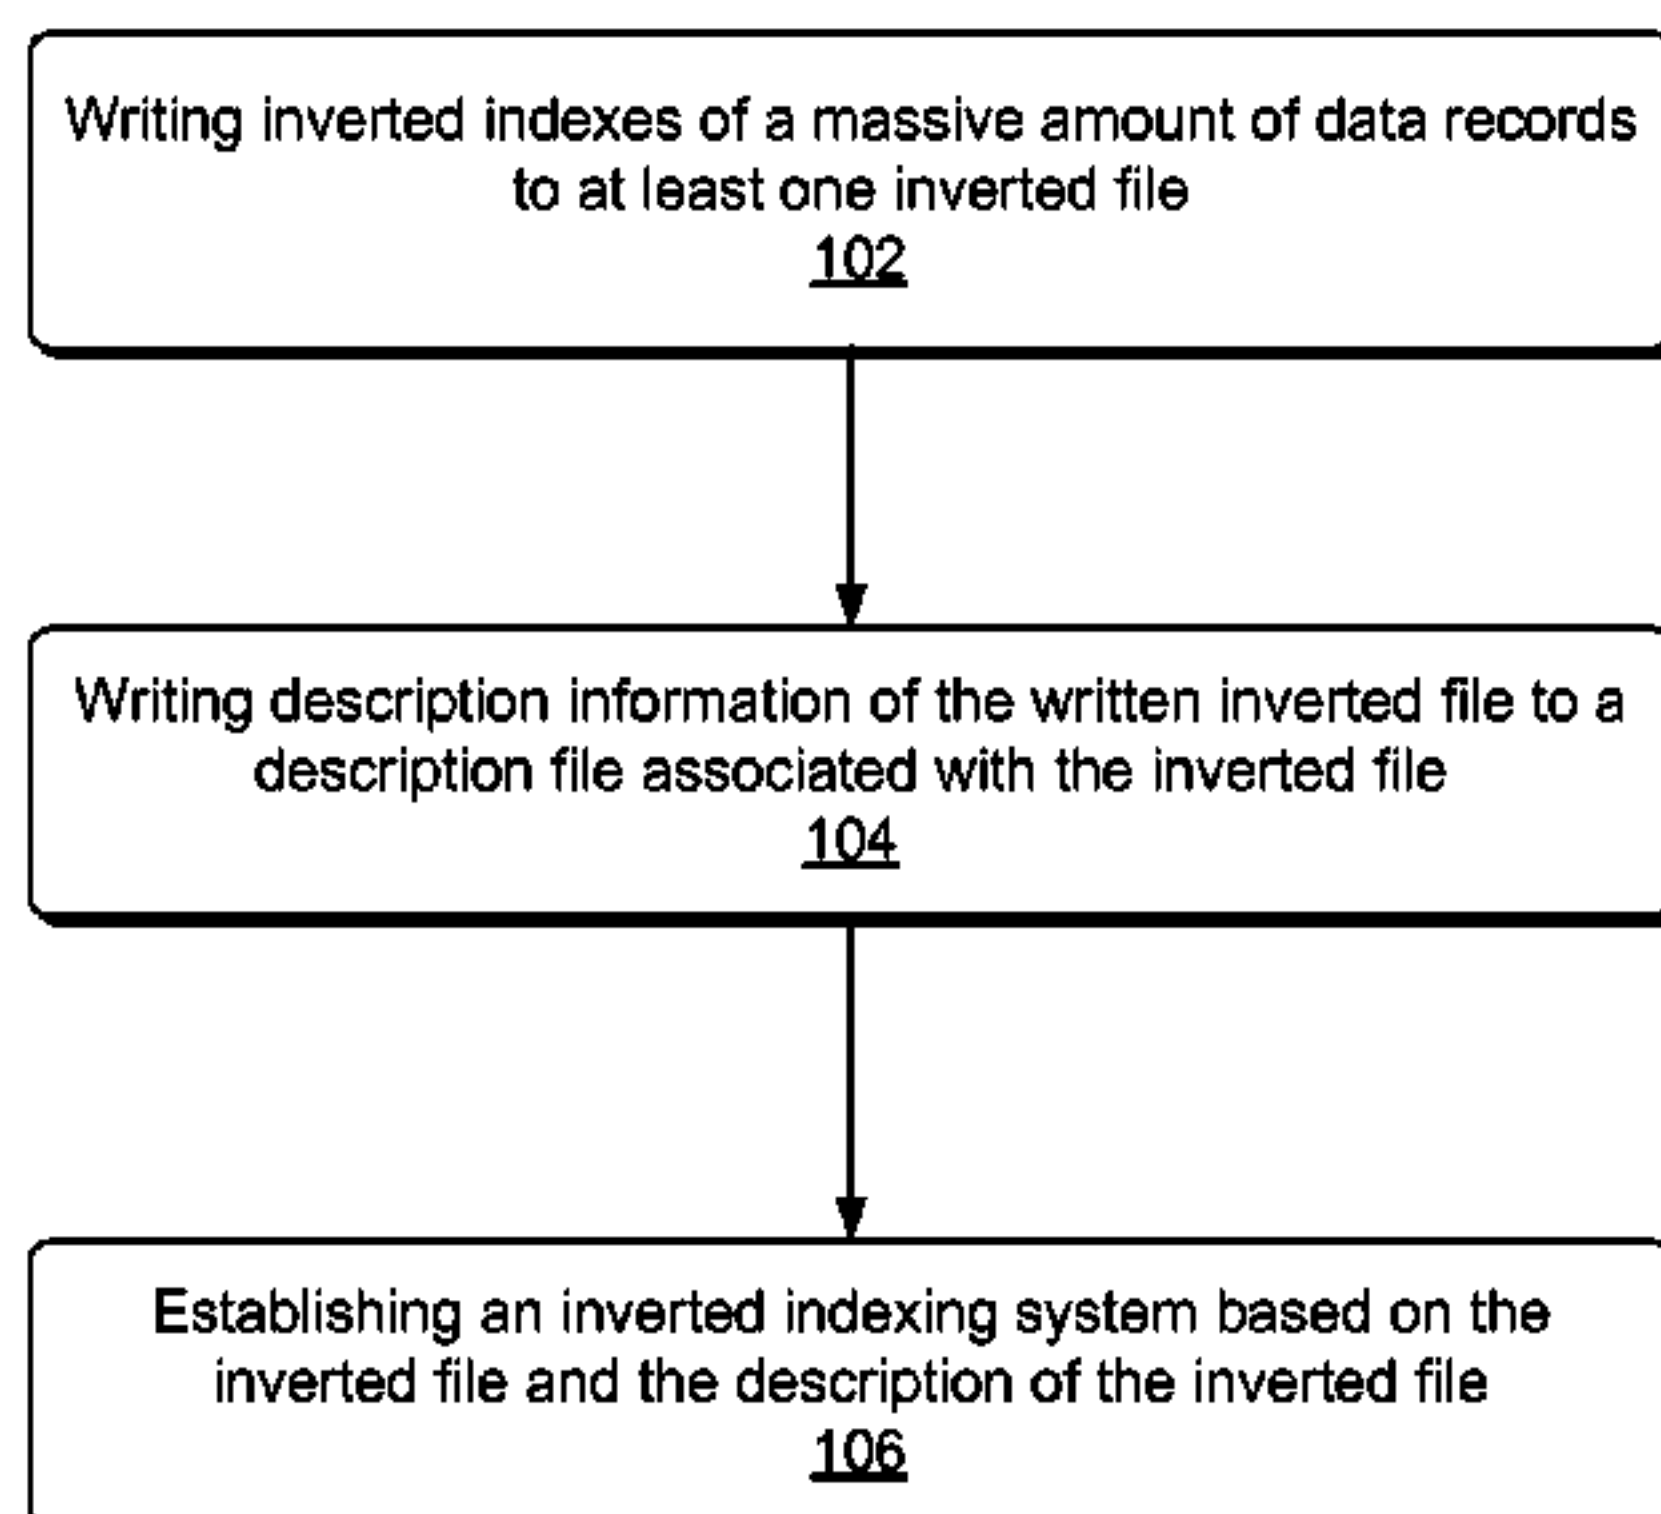 Writing inverted indexes of a massive amount of data records
to at least one inverted file
102
Writing description information of the written inverted file to a
description file associated with the inverted file
104
Establishing an inverted indexing system based on the
inverted file and the description of the inverted file
106